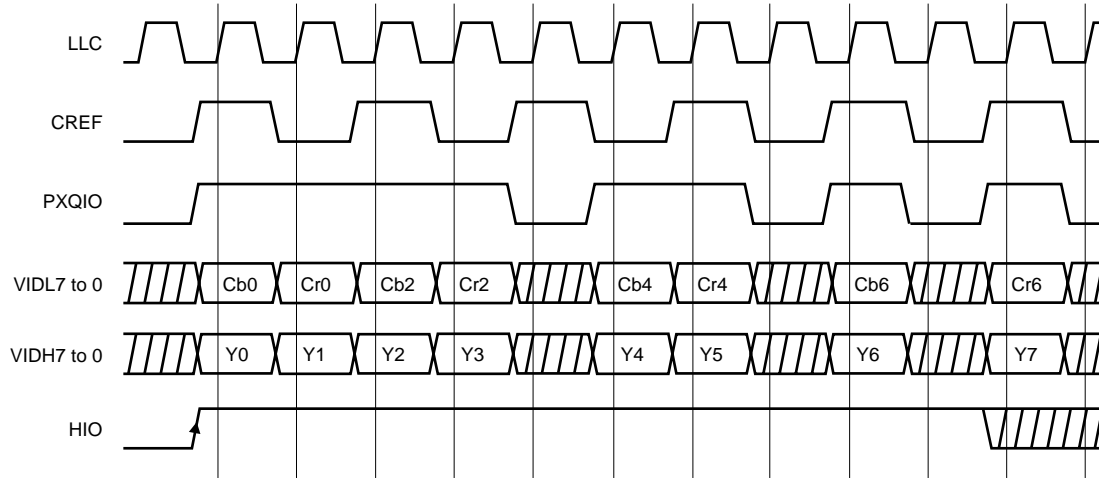 LLC
CREF
PXQIO
VIDL7 to 0 Cb0 Cr0 Cb2 Cr2 Cb4 Cr4 Cb6 Cr6
VIDH7 to 0 Y0 Y1 Y2 Y3 Y4 Y5 Y6 Y7
HIO